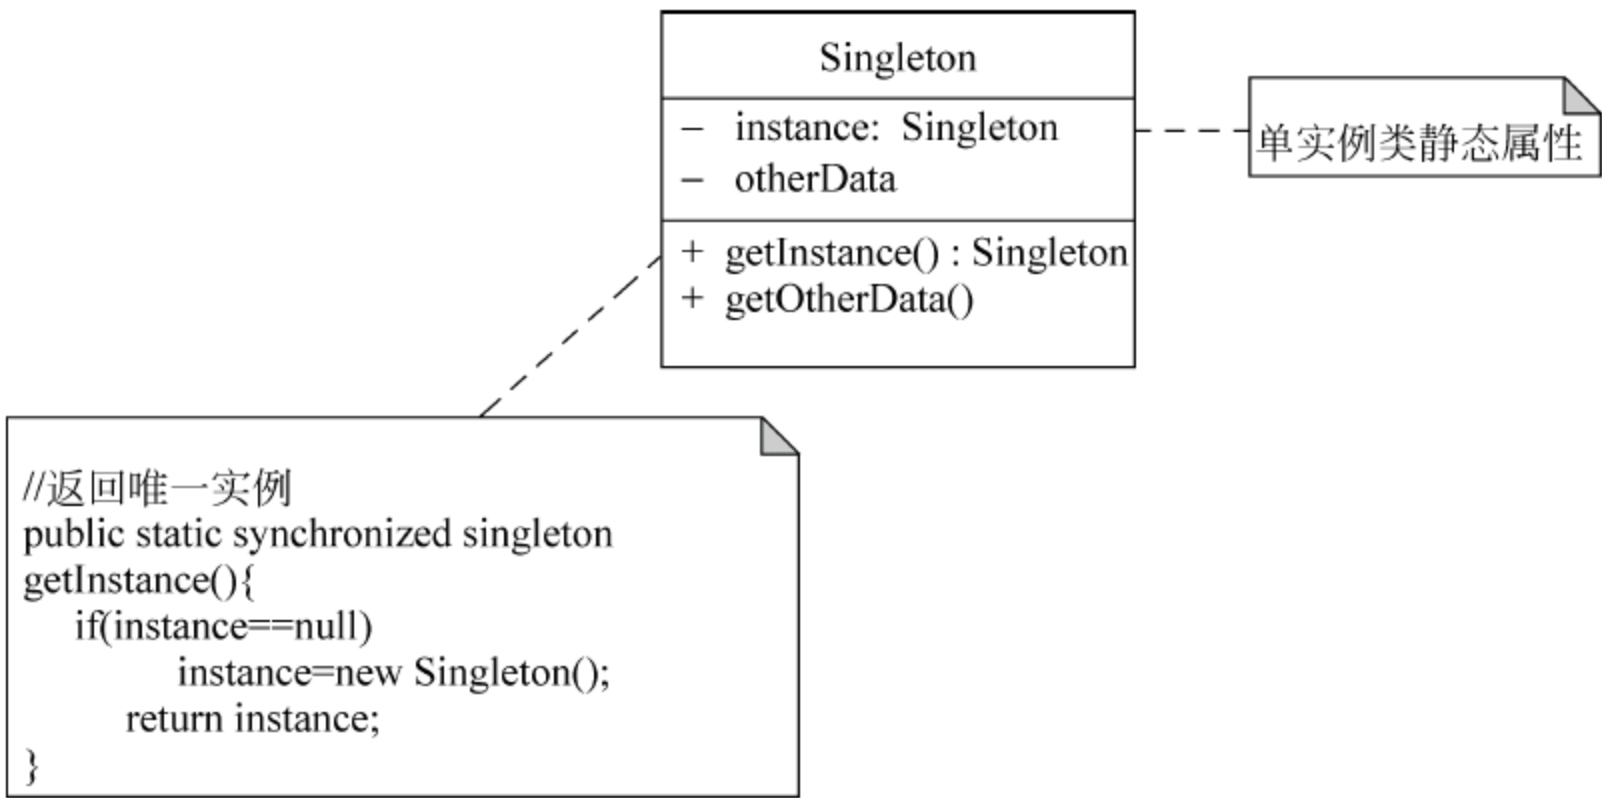 Singleton
− instance: Singleton
− otherData
+ getInstance() : Singleton
+ getOtherData()
单实例类静态属性
//返回唯一实例
public static synchronized singleton
getInstance(){
if(instance==null)
instance=new Singleton();
return instance;
}